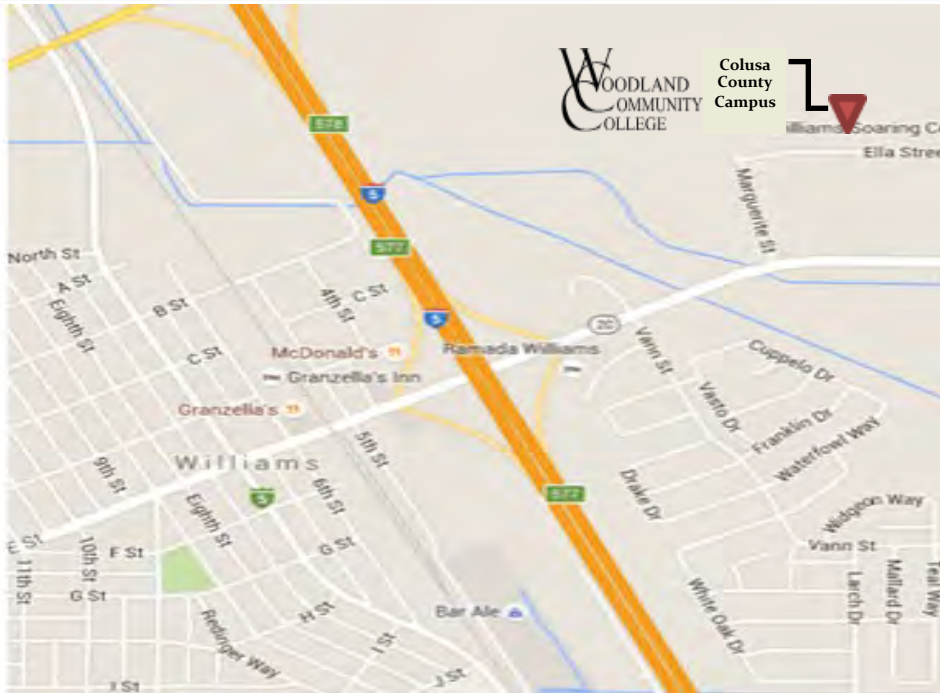 WOODLAND
COMMUNITY
COLLEGE
Colusa
County
Campus
Williams Soaring Ce
Ella Stree
Marguerite St
578
5
577
North St
A St
Eighth St
B St
4th St
C St
C St
5
20
Vann St
McDonald's
Ramada Williams
Granzella's Inn
Granzella's
Cuppelo Dr
Vasto Dr
Franklin Dr
Waterfowl Way
5th St
Williams
9th St
5
Eighth St
6th St
Drake Dr
577
Widgeon Way
E St
11th St
10th St
F St
G St
Vann St
G St
Larch Dr
Mallard Dr
Teal Way
White Oak Dr
Redinger Way
H St
Bar Ale
I St
J St
I St